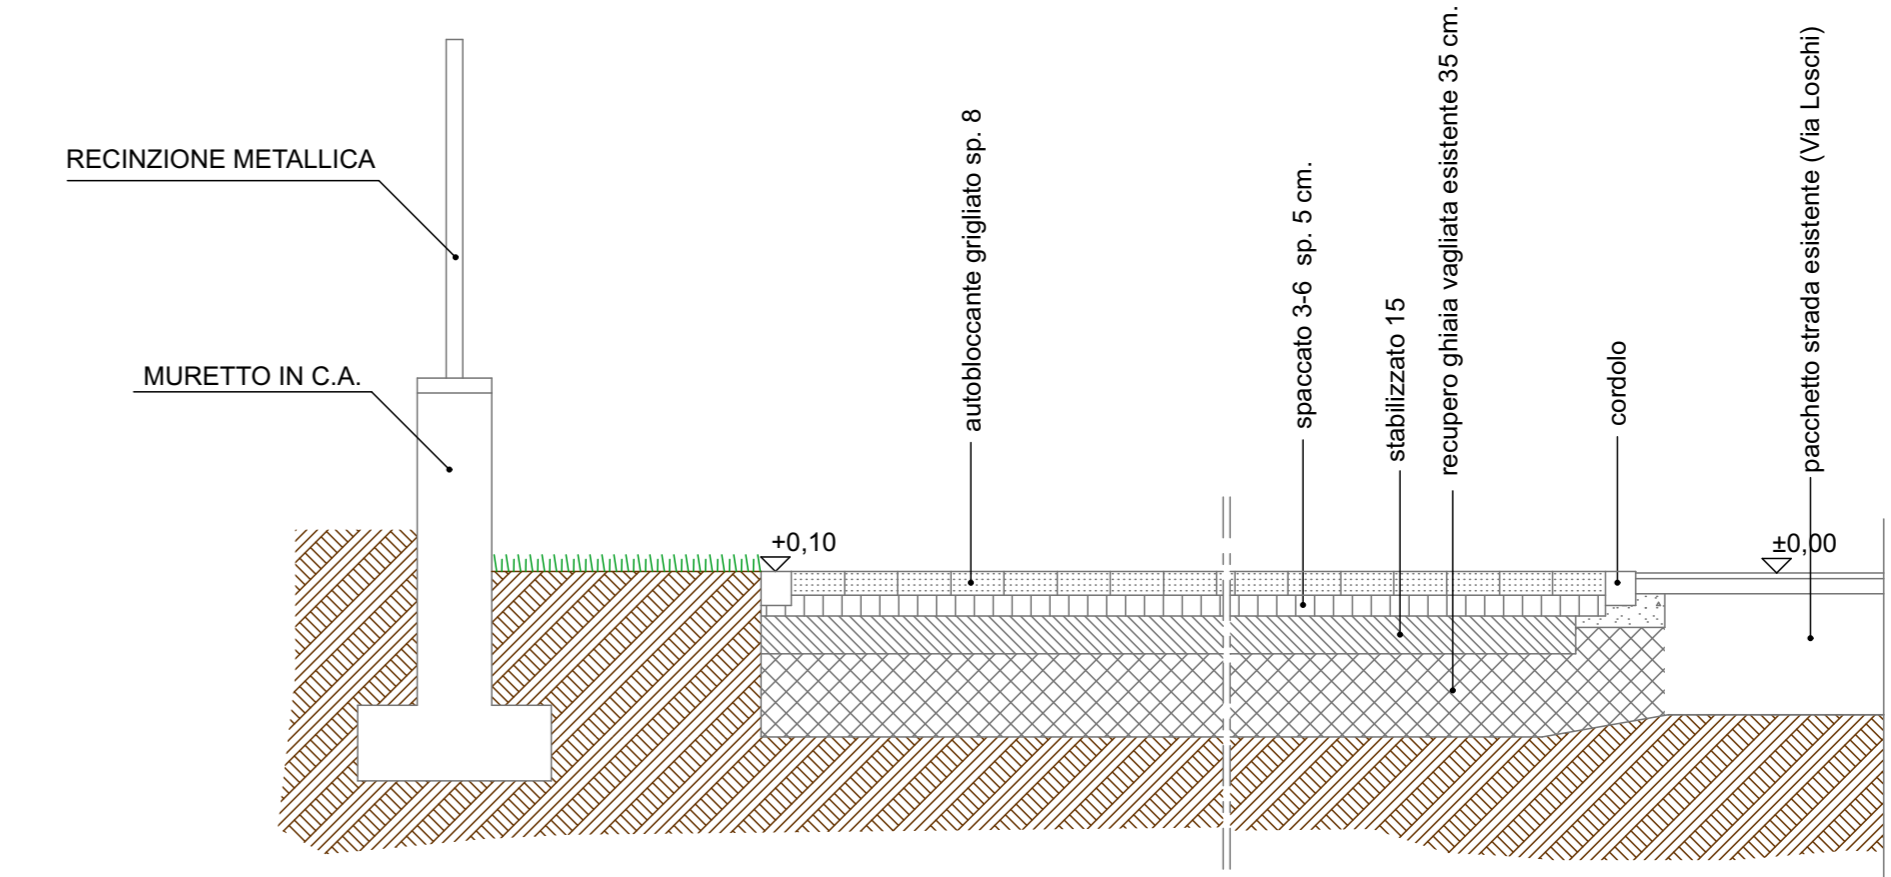 RECINZIONE METALLICA
MURETTO IN C.A.
autobloccante grigliato sp. 8
spaccato 3-6 sp. 5 cm.
stabilizzato 15
recupero ghiaia vagliata esistente 35 cm.
cordolo
pacchetto strada esistente (Via Loschi)
+0,10
±0,00